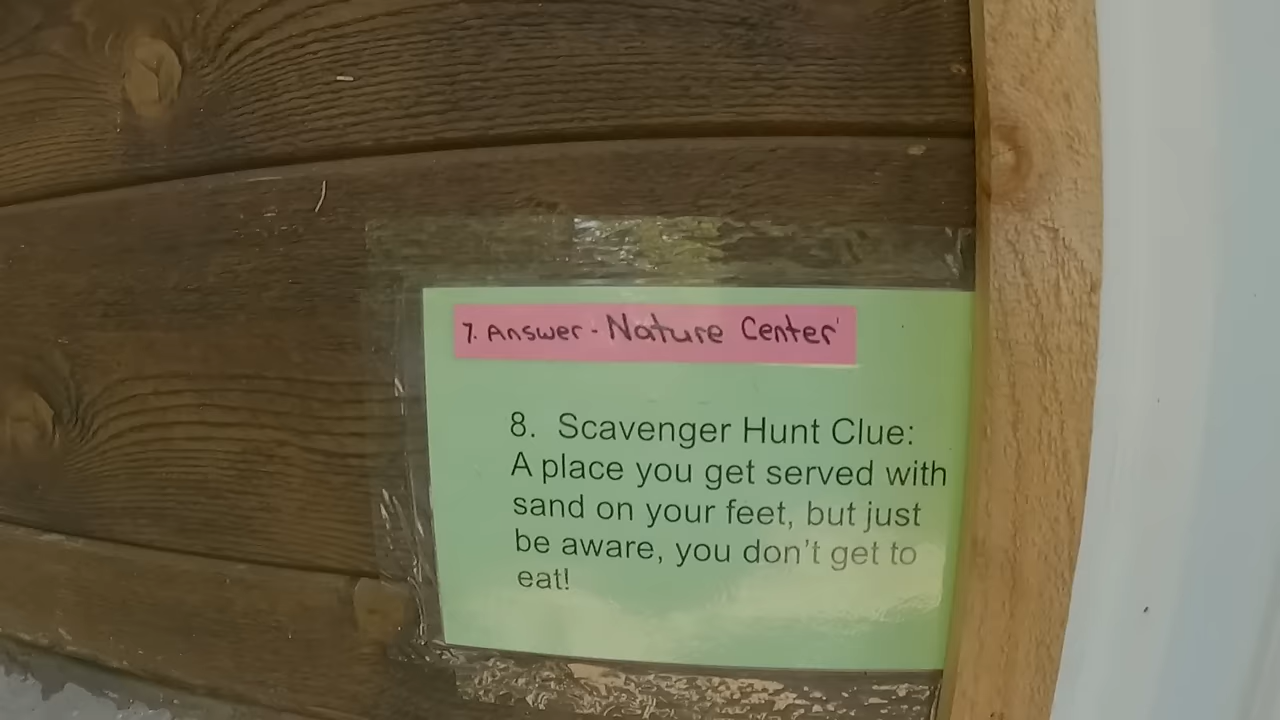 7. Answer - Nature Center
8. Scavenger Hunt Clue:
A place you get served with
sand on your feet, but just
be aware, you don't get to
eat!